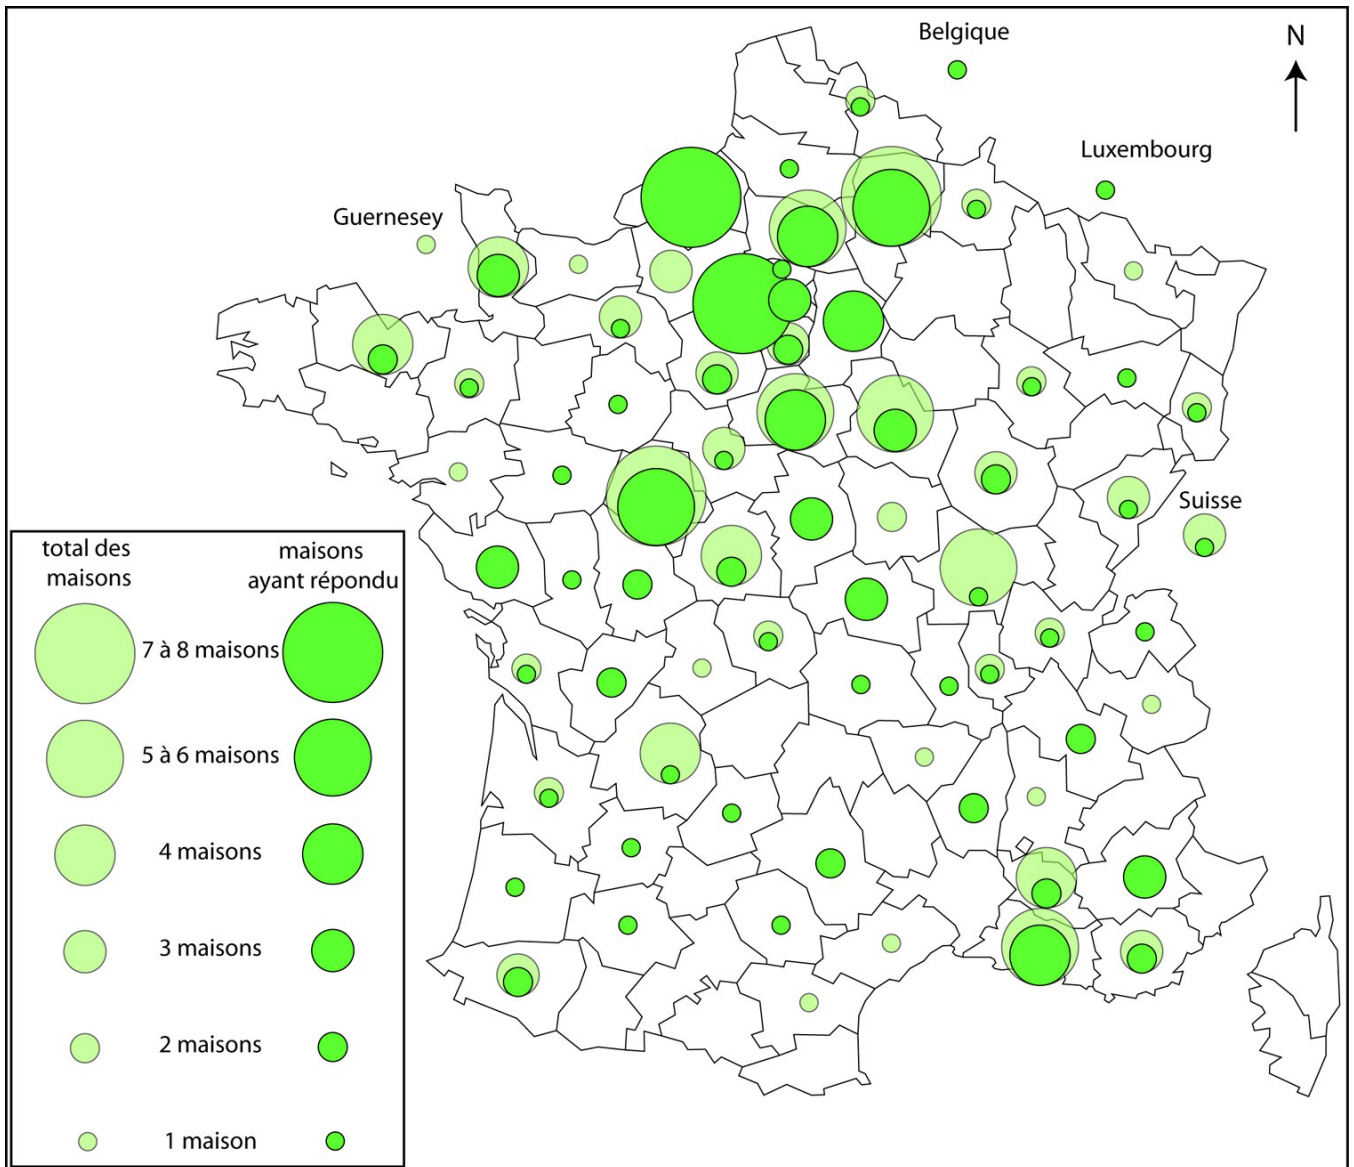 Belgique
N
Luxembourg
Guernesey
Suisse
total des
maisons
maisons
ayant répondu
7 à 8 maisons
5 à 6 maisons
4 maisons
3 maisons
2 maisons
1 maison